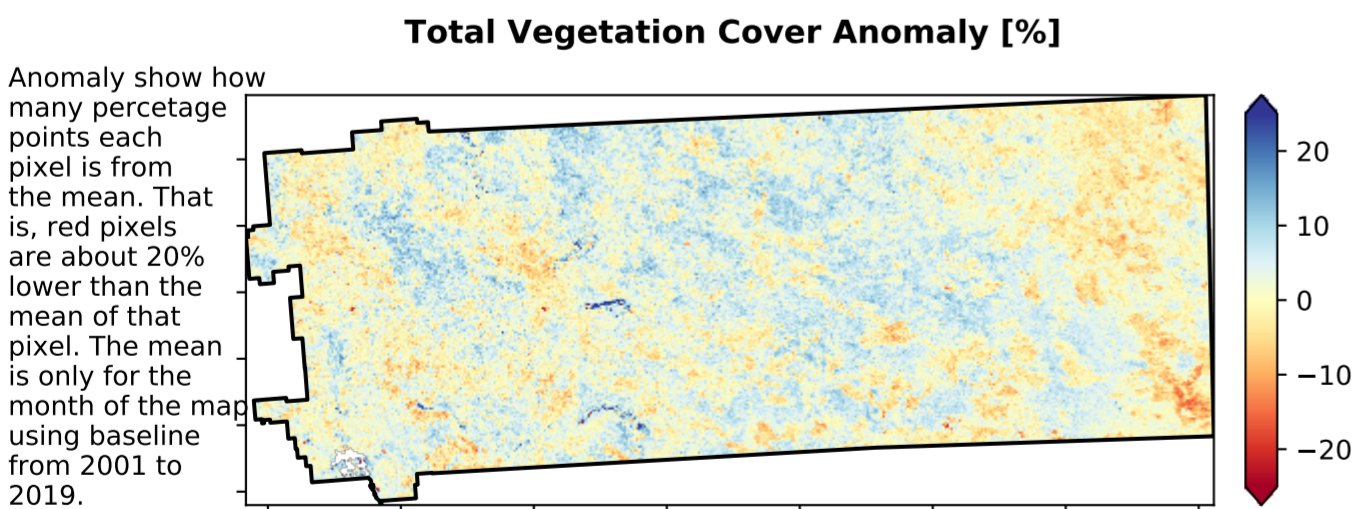 Total Vegetation Cover Anomaly [%]
Anomaly show how
many percetage
points each
pixel is from
the mean. That
is, red pixels
are about 20%
lower than the
mean of that
pixel. The mean
is only for the
month of the map
using baseline
from 2001 to
2019.
20
10
0
−10
−20